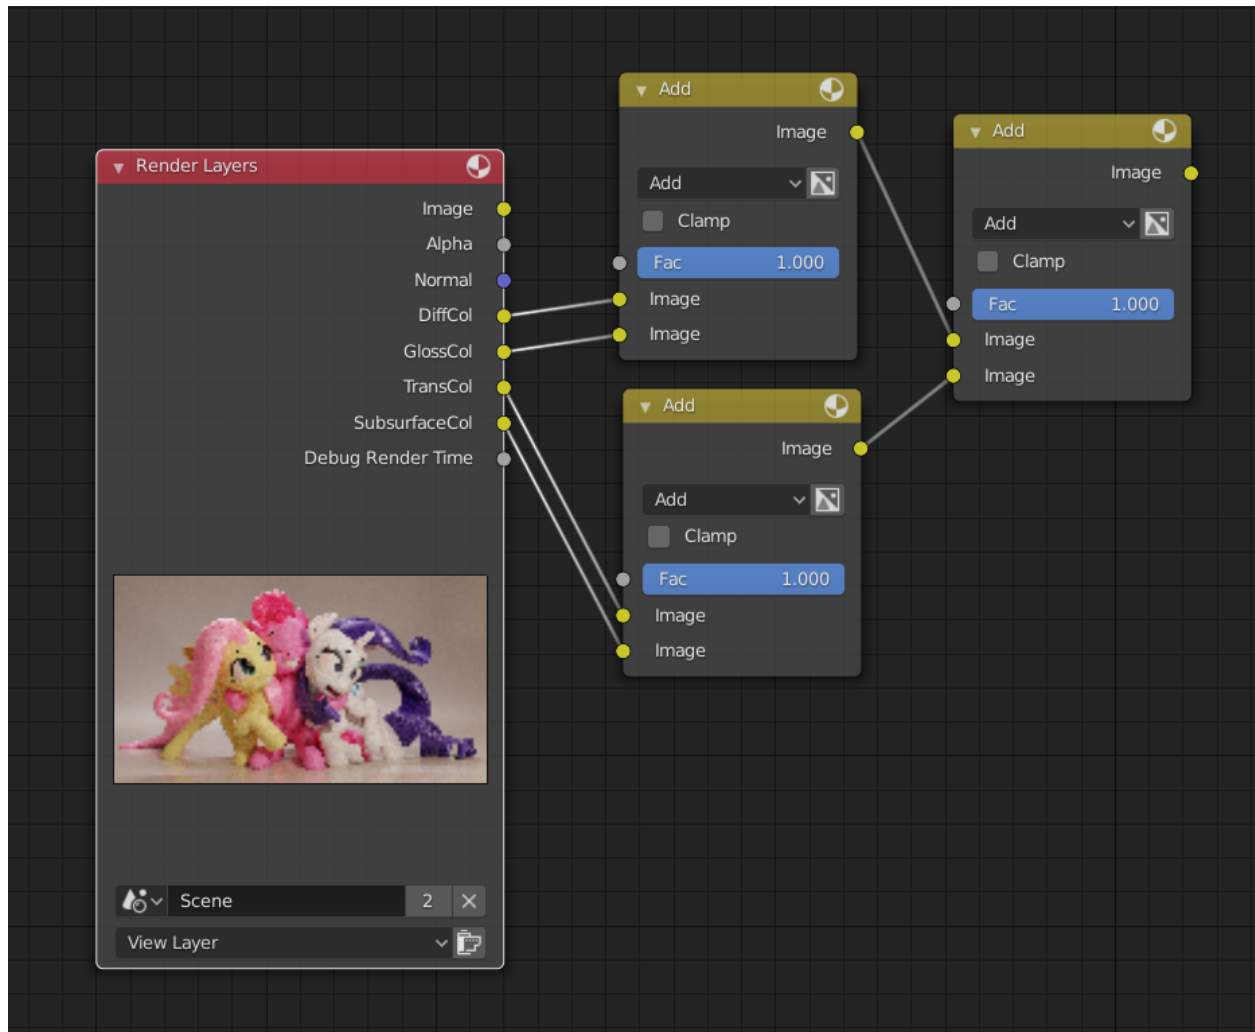 Render Layers
Image
Alpha
Normal
DiffCol
GlossCol
TransCol
SubsurfaceCol
Debug Render Time
Scene 2
View Layer
Add
Image
Add
Clamp
Fac 1.000
Image
Image
Add
Image
Add
Clamp
Fac 1.000
Image
Image
Add
Image
Add
Clamp
Fac 1.000
Image
Image